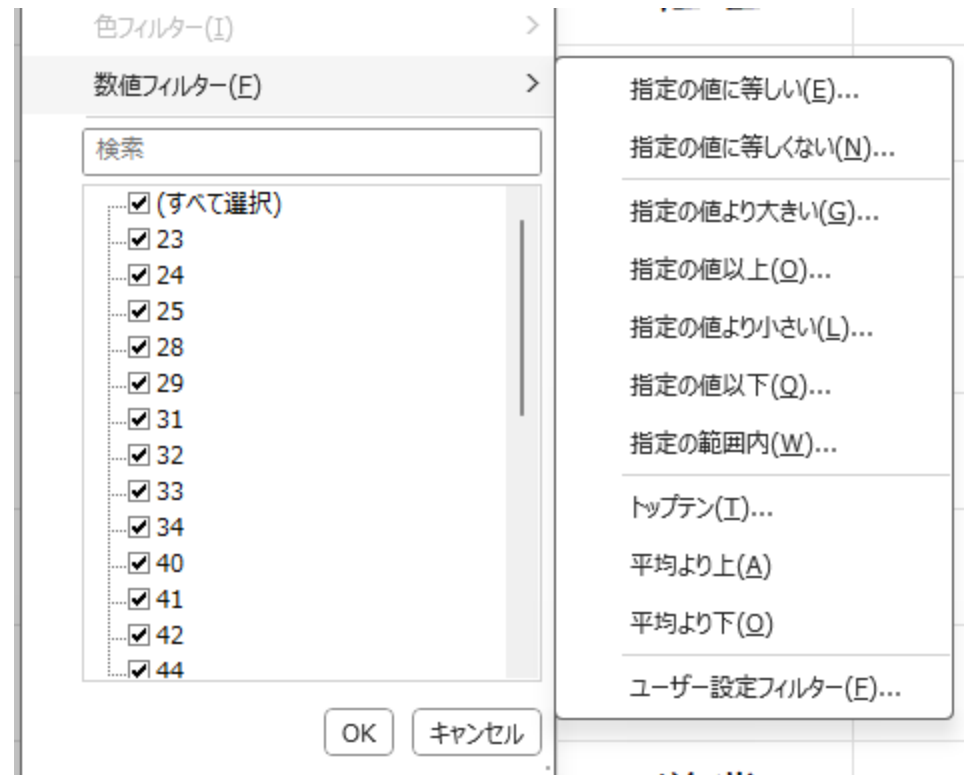 色フィルター(I)
数値フィルター(F)
検索
(すべて選択)
23
24
25
28
29
31
32
33
34
40
41
42
44
OK
キャンセル
指定の値に等しい(E)...
指定の値に等しくない(N)...
指定の値より大きい(G)...
指定の値以上(O)...
指定の値より小さい(L)...
指定の値以下(Q)...
指定の範囲内(W)...
トップテン(T)...
平均より上(A)
平均より下(O)
ユーザー設定フィルター(F)...